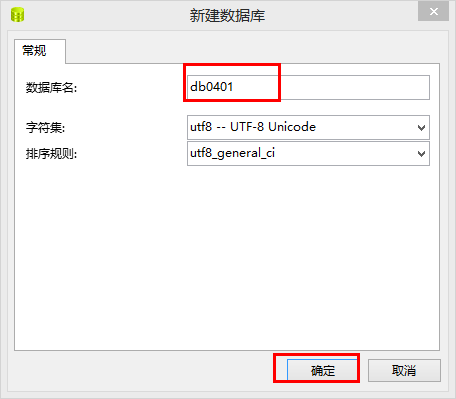 新建数据库
常规
数据库名: db0401
字符集: utf8 -- UTF-8 Unicode
排序规则: utf8_general_ci
确定 取消